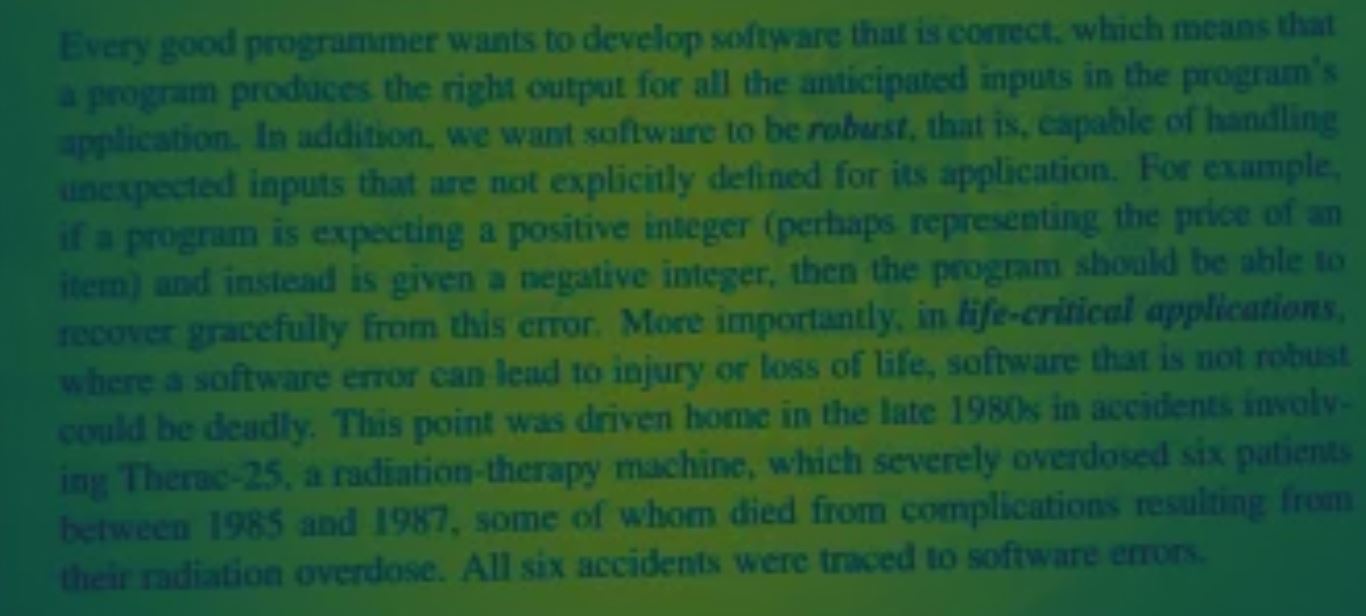 Every good programmer wants to develop software that is correct, which means that
a program produces the right output for all the anticipated inputs in the program's
application. In addition, we want software to be robust, that is, capable of handling
unexpected inputs that are not explicitly defined for its application. For example,
if a program is expecting a positive integer (perhaps representing the price of an
item) and instead is given a negative integer, then the program should be able to
recover gracefully from this error. More importantly, in life-critical applications,
where a software error can lead to injury or loss of life, software that is not robust
could be deadly. This point was driven home in the late 1980s in accidents involv-
ing Therac-25, a radiation-therapy machine, which severely overdosed six patients
between 1985 and 1987, some of whom died from complications resulting from
their radiation overdose. All six accidents were traced to software errors.